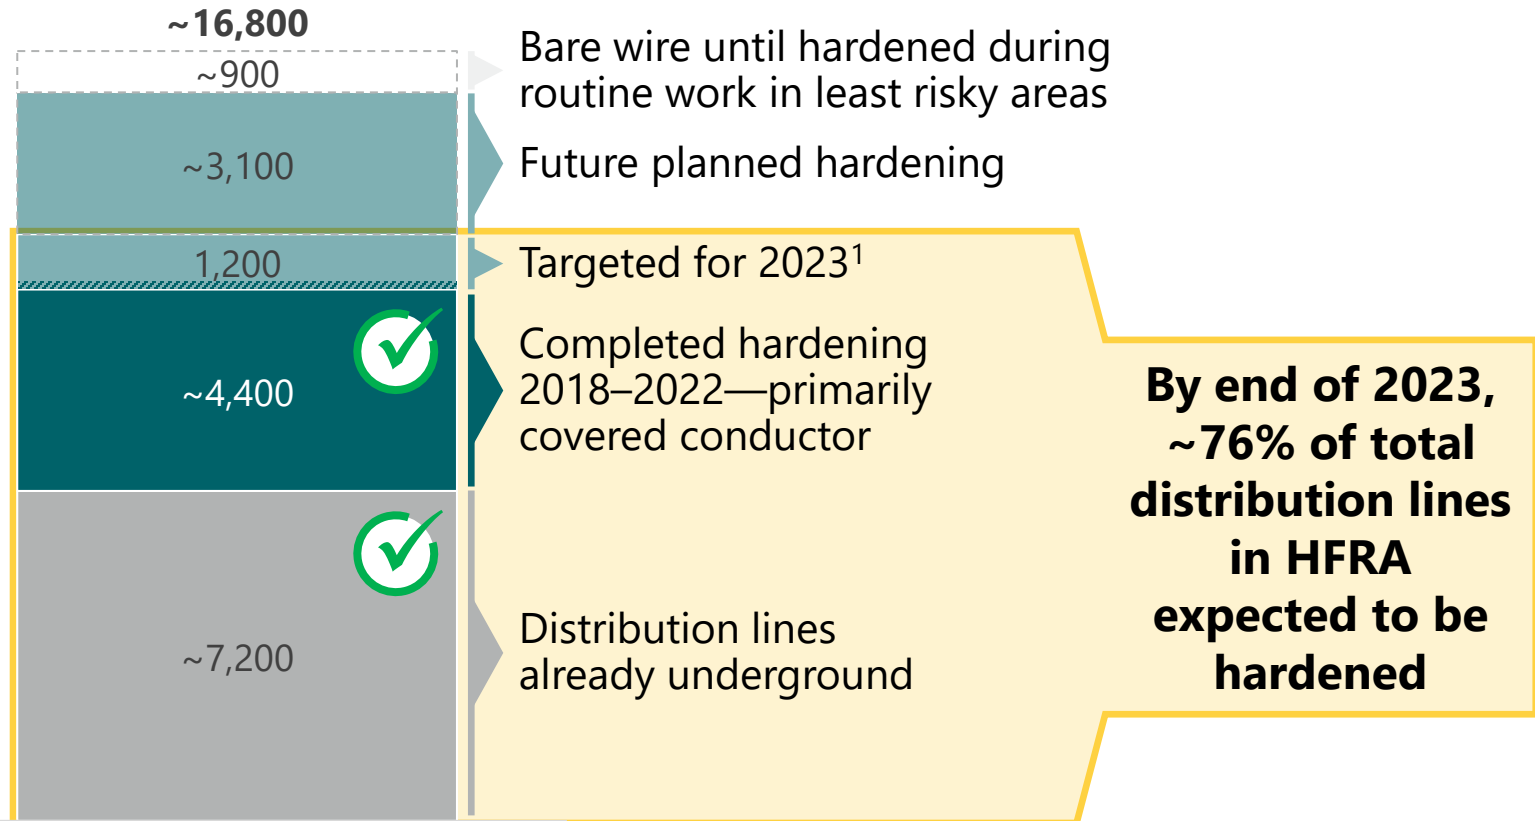 ~16,800
~900
Bare wire until hardened during
routine work in least risky areas
~3,100
Future planned hardening
1,200
Targeted for 2023¹
~4,400
Completed hardening
2018–2022—primarily
covered conductor
~7,200
Distribution lines
already underground
By end of 2023,
~76% of total
distribution lines
in HFRA
expected to be
hardened